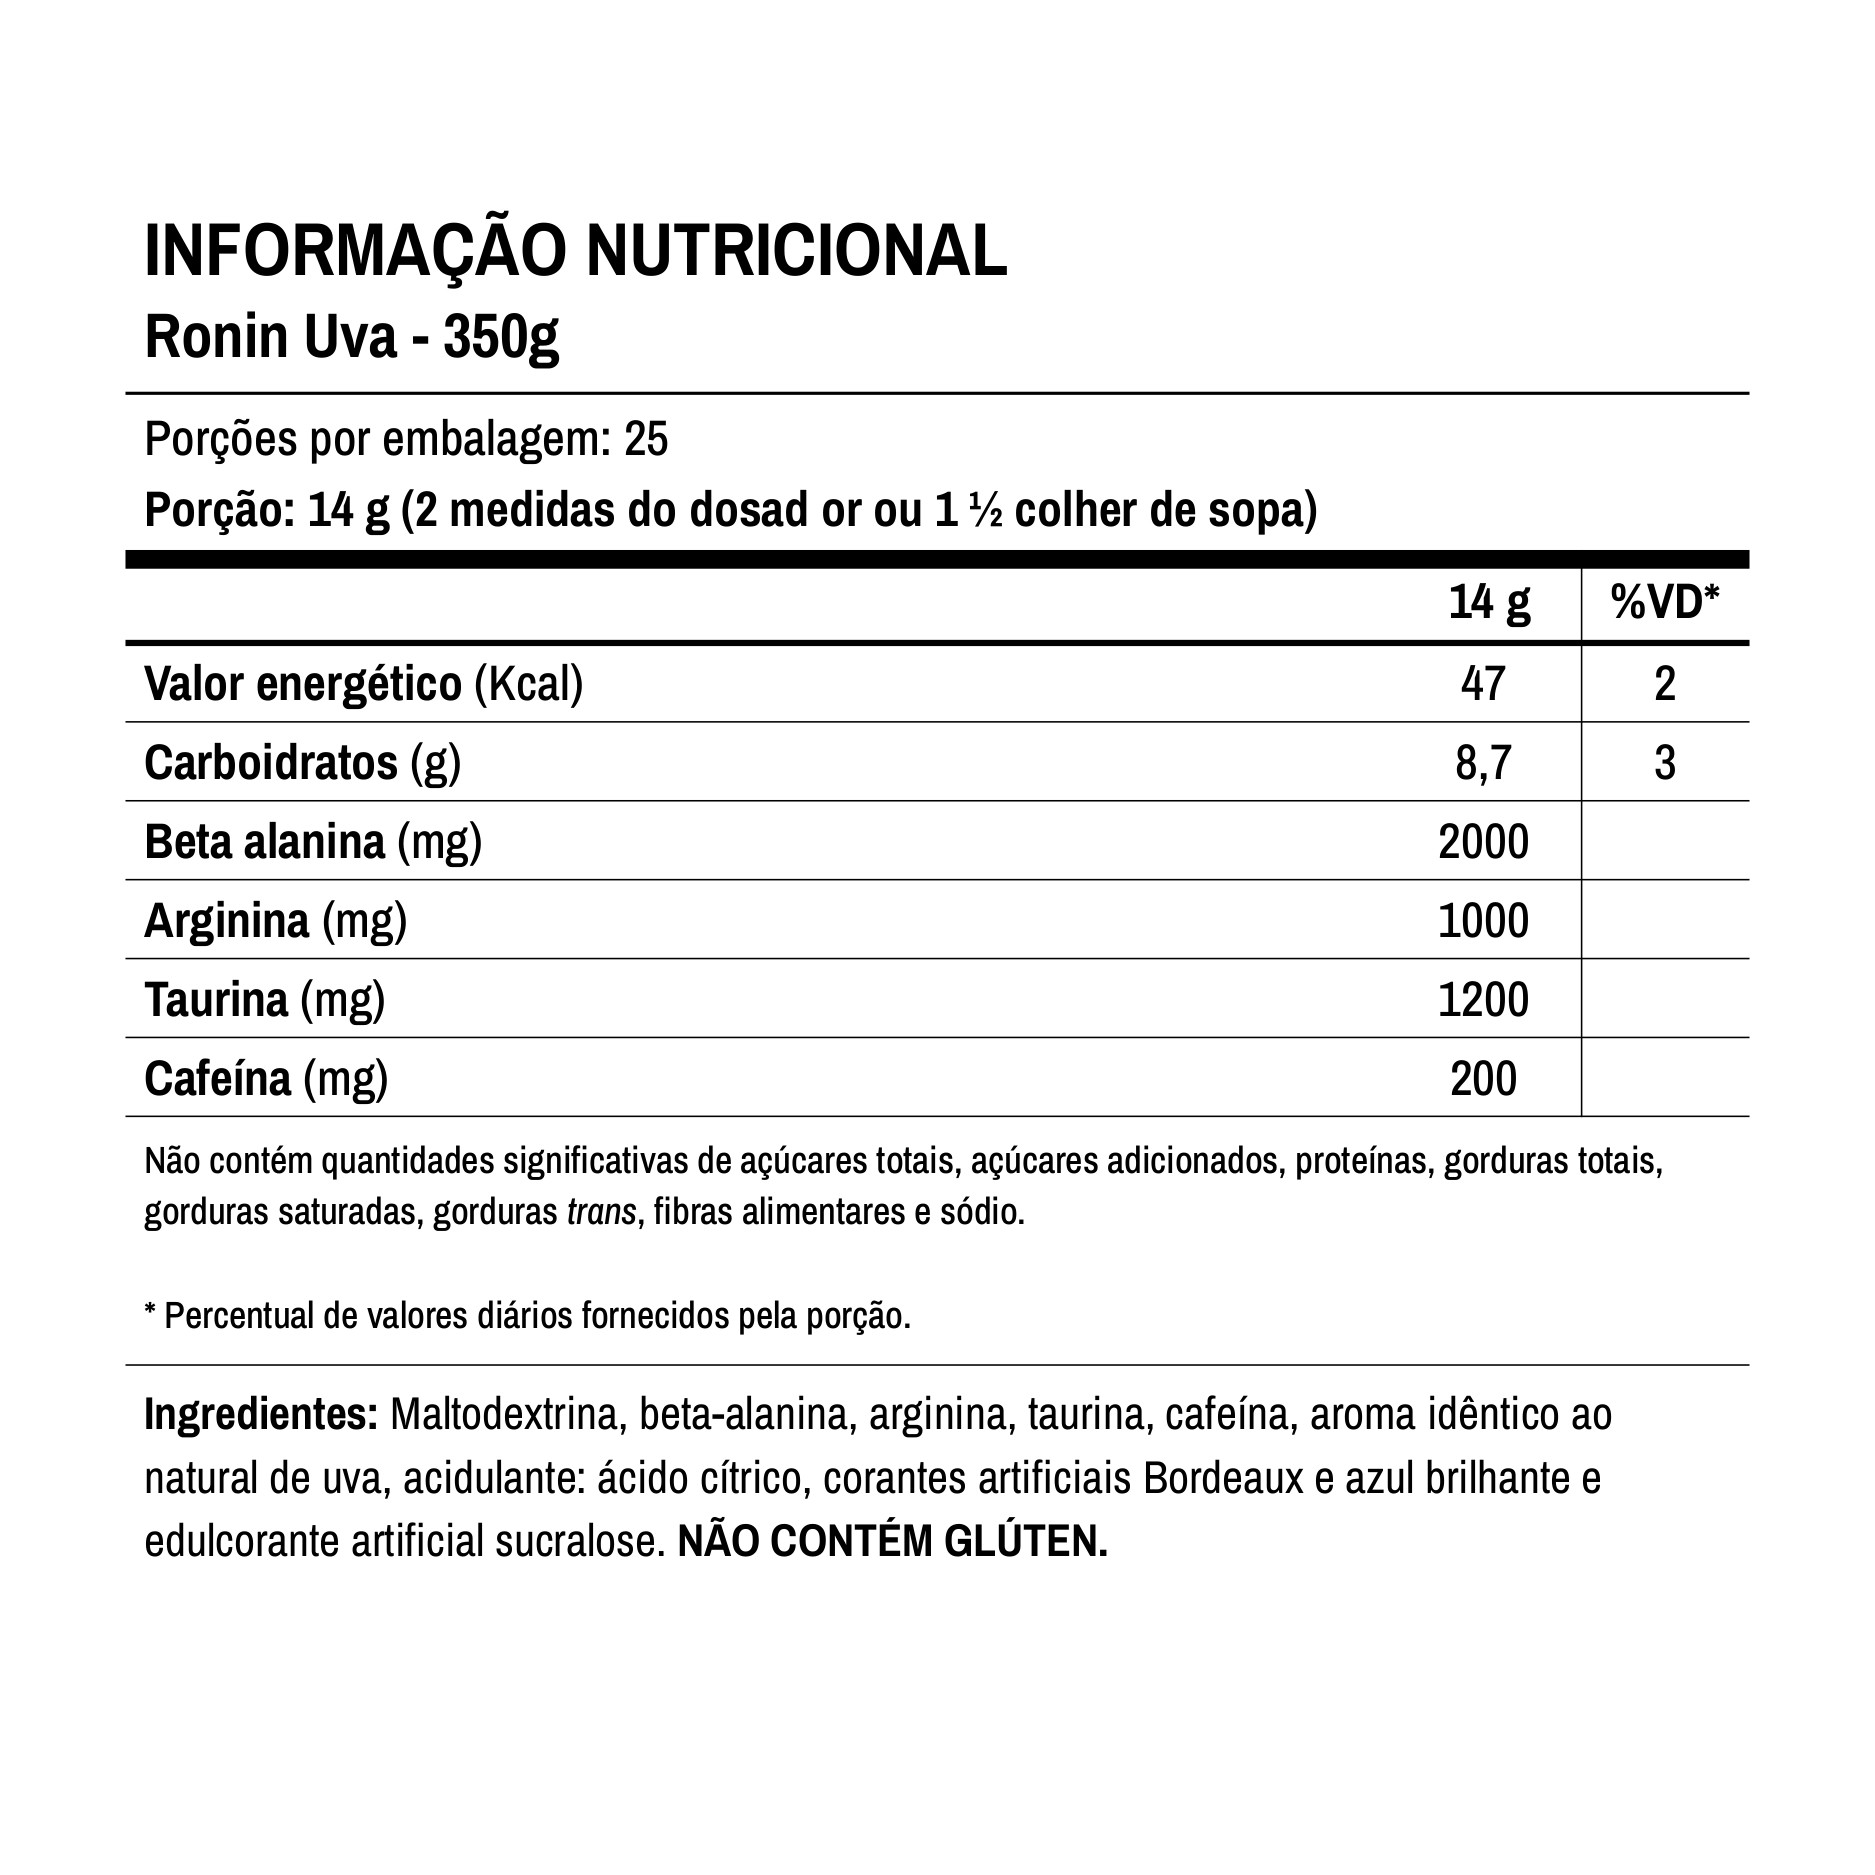 INFORMAÇÃO NUTRICIONAL
Ronin Uva - 350g
Porções por embalagem: 25
Porção: 14 g (2 medidas do dosad or ou 1 ½ colher de sopa)
14 g %VD*
Valor energético (Kcal) 47 2
Carboidratos (g) 8,7 3
Beta alanina (mg) 2000
Arginina (mg) 1000
Taurina (mg) 1200
Cafeína (mg) 200
Não contém quantidades significativas de açúcares totais, açúcares adicionados, proteínas, gorduras totais,
gorduras saturadas, gorduras trans, fibras alimentares e sódio.
* Percentual de valores diários fornecidos pela porção.
Ingredientes: Maltodextrina, beta-alanina, arginina, taurina, cafeína, aroma idêntico ao
natural de uva, acidulante: ácido cítrico, corantes artificiais Bordeaux e azul brilhante e
edulcorante artificial sucralose. NÃO CONTÉM GLÚTEN.